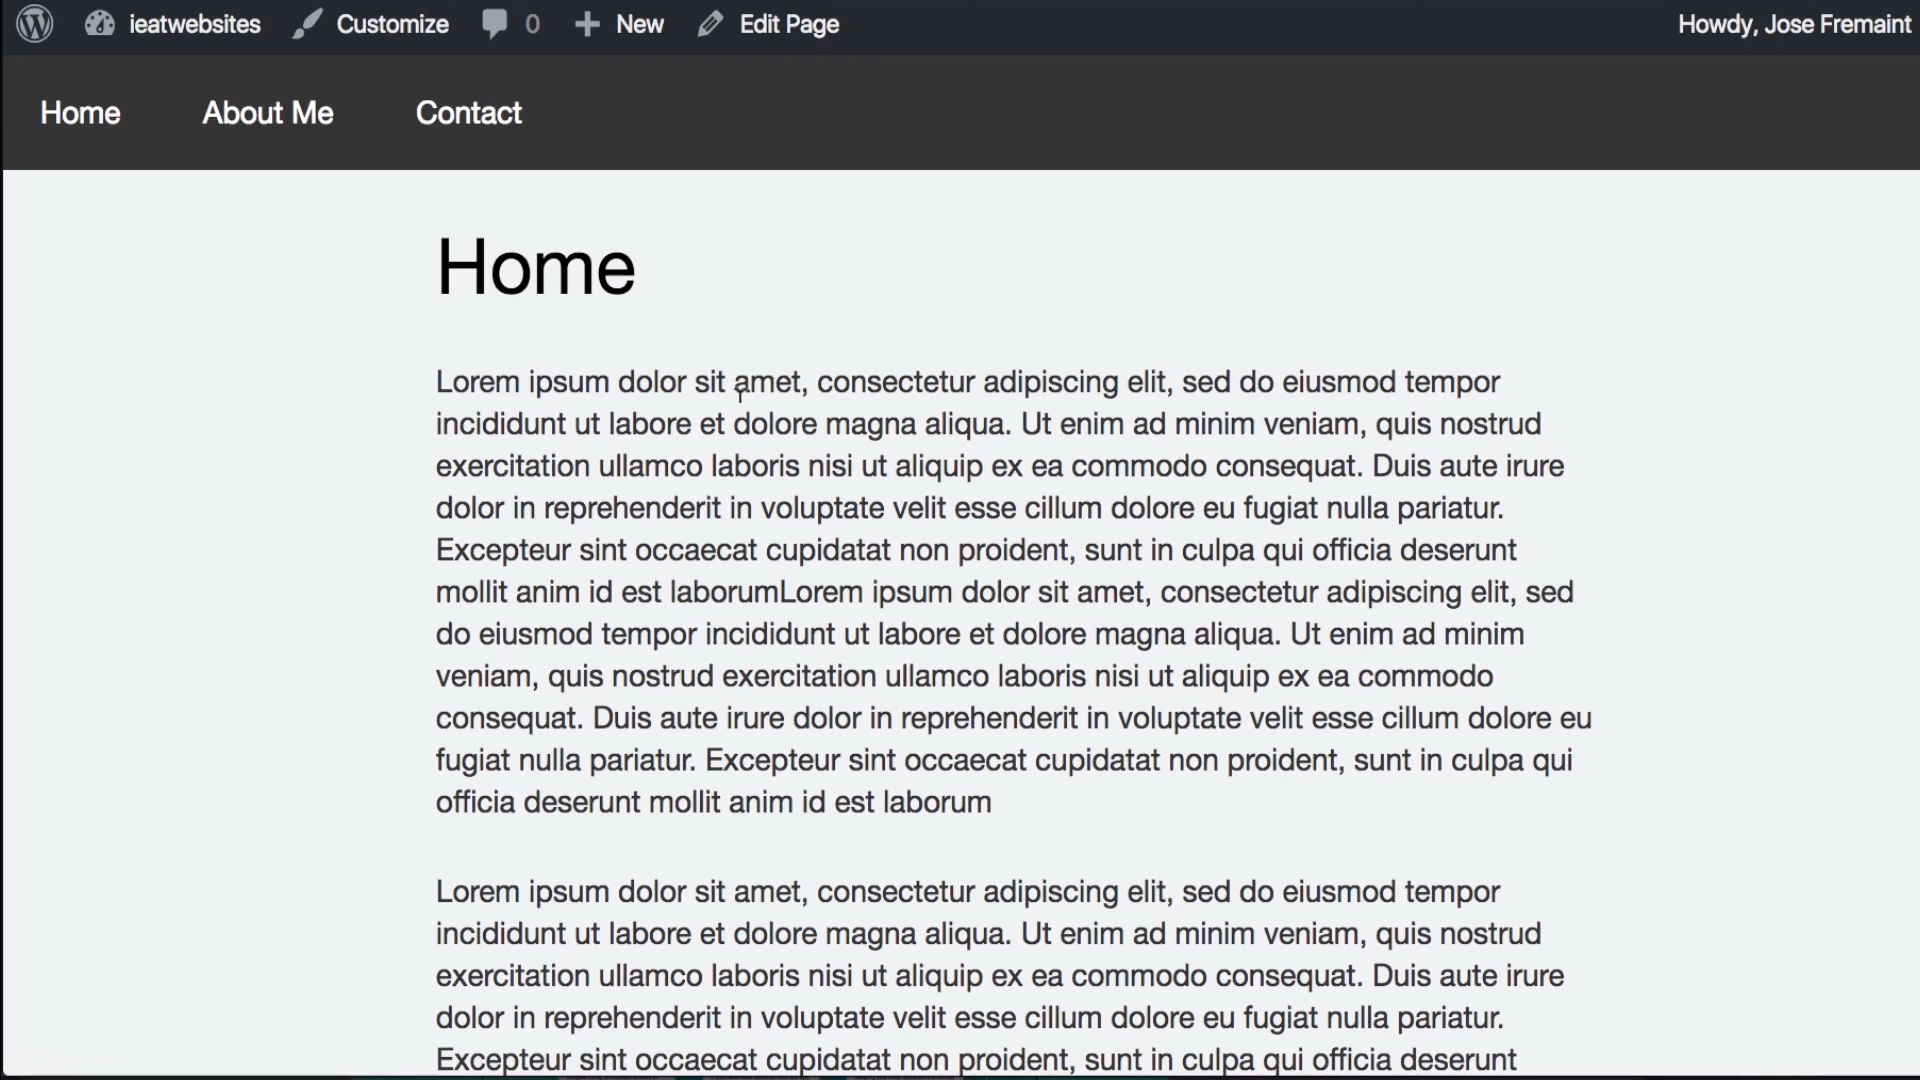 ieatwebsites Customize 0 New Edit Page Howdy, Jose Fremaint
Home About Me Contact
Home
Lorem ipsum dolor sit amet, consectetur adipiscing elit, sed do eiusmod tempor
incididunt ut labore et dolore magna aliqua. Ut enim ad minim veniam, quis nostrud
exercitation ullamco laboris nisi ut aliquip ex ea commodo consequat. Duis aute irure
dolor in reprehenderit in voluptate velit esse cillum dolore eu fugiat nulla pariatur.
Excepteur sint occaecat cupidatat non proident, sunt in culpa qui officia deserunt
mollit anim id est laborumLorem ipsum dolor sit amet, consectetur adipiscing elit, sed
do eiusmod tempor incididunt ut labore et dolore magna aliqua. Ut enim ad minim
veniam, quis nostrud exercitation ullamco laboris nisi ut aliquip ex ea commodo
consequat. Duis aute irure dolor in reprehenderit in voluptate velit esse cillum dolore eu
fugiat nulla pariatur. Excepteur sint occaecat cupidatat non proident, sunt in culpa qui
officia deserunt mollit anim id est laborum
Lorem ipsum dolor sit amet, consectetur adipiscing elit, sed do eiusmod tempor
incididunt ut labore et dolore magna aliqua. Ut enim ad minim veniam, quis nostrud
exercitation ullamco laboris nisi ut aliquip ex ea commodo consequat. Duis aute irure
dolor in reprehenderit in voluptate velit esse cillum dolore eu fugiat nulla pariatur.
Excepteur sint occaecat cupidatat non proident, sunt in culpa qui officia deserunt